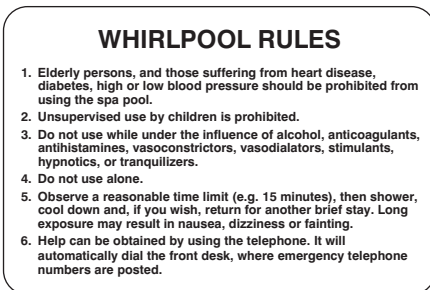 WHIRLPOOL RULES
1. Elderly persons, and those suffering from heart disease,
diabetes, high or low blood pressure should be prohibited from
using the spa pool.
2. Unsupervised use by children is prohibited.
3. Do not use while under the influence of alcohol, anticoagulants,
antihistamines, vasoconstrictors, vasodialators, stimulants,
hypnotics, or tranquilizers.
4. Do not use alone.
5. Observe a reasonable time limit (e.g. 15 minutes), then shower,
cool down and, if you wish, return for another brief stay. Long
exposure may result in nausea, dizziness or fainting.
6. Help can be obtained by using the telephone. It will
automatically dial the front desk, where emergency telephone
numbers are posted.